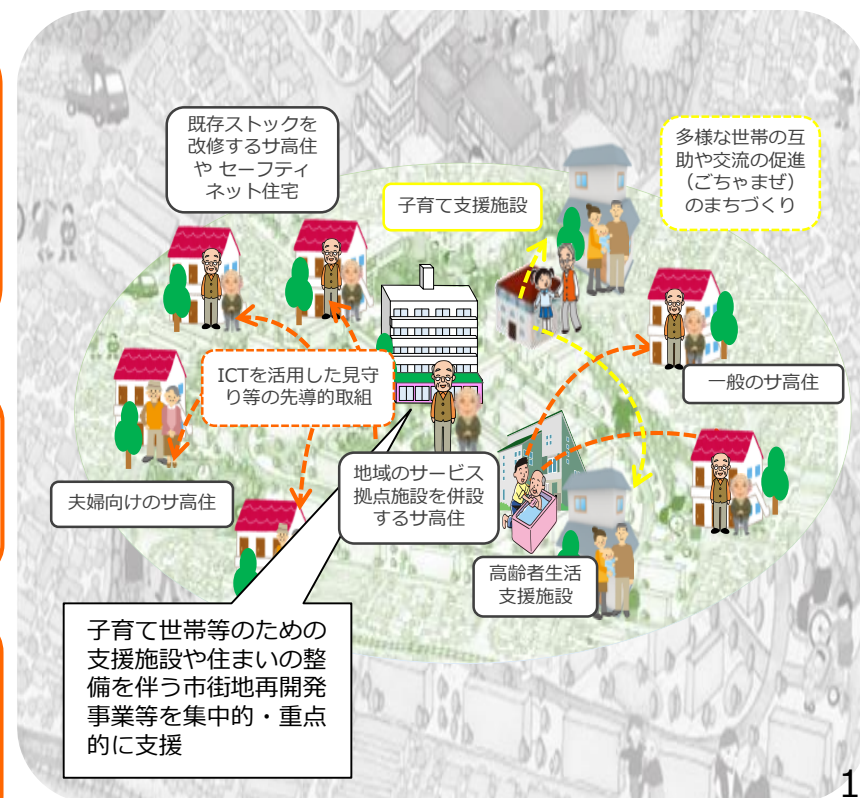 既存ストックを
改修するサ高住
や セーフティ
ネット住宅
子育て支援施設
多様な世帯の互
助や交流の促進
（ごちゃまぜ）
のまちづくり
ICTを活用した見守
り等の先導的取組
一般のサ高住
夫婦向けのサ高住
地域のサービス
拠点施設を併設
するサ高住
高齢者生活
支援施設
子育て世帯等のための
支援施設や住まいの整
備を伴う市街地再開発
事業等を集中的・重点
的に支援
1